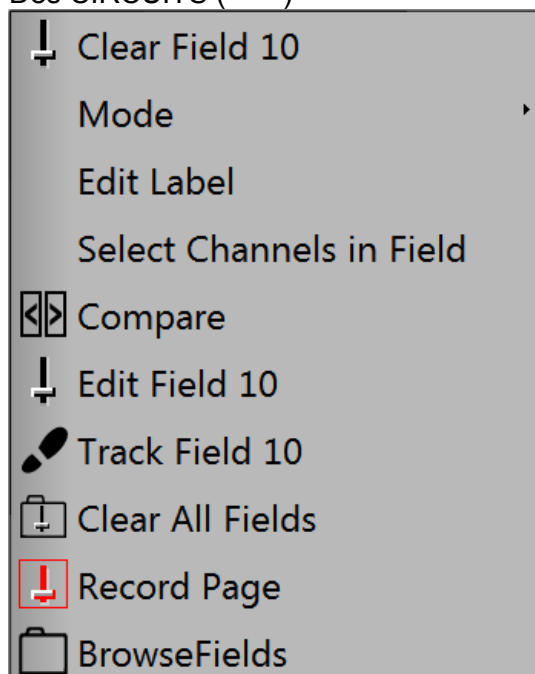 Clear Field 10
Mode
Edit Label
Select Channels in Field
Compare
Edit Field 10
Track Field 10
Clear All Fields
Record Page
BrowseFields